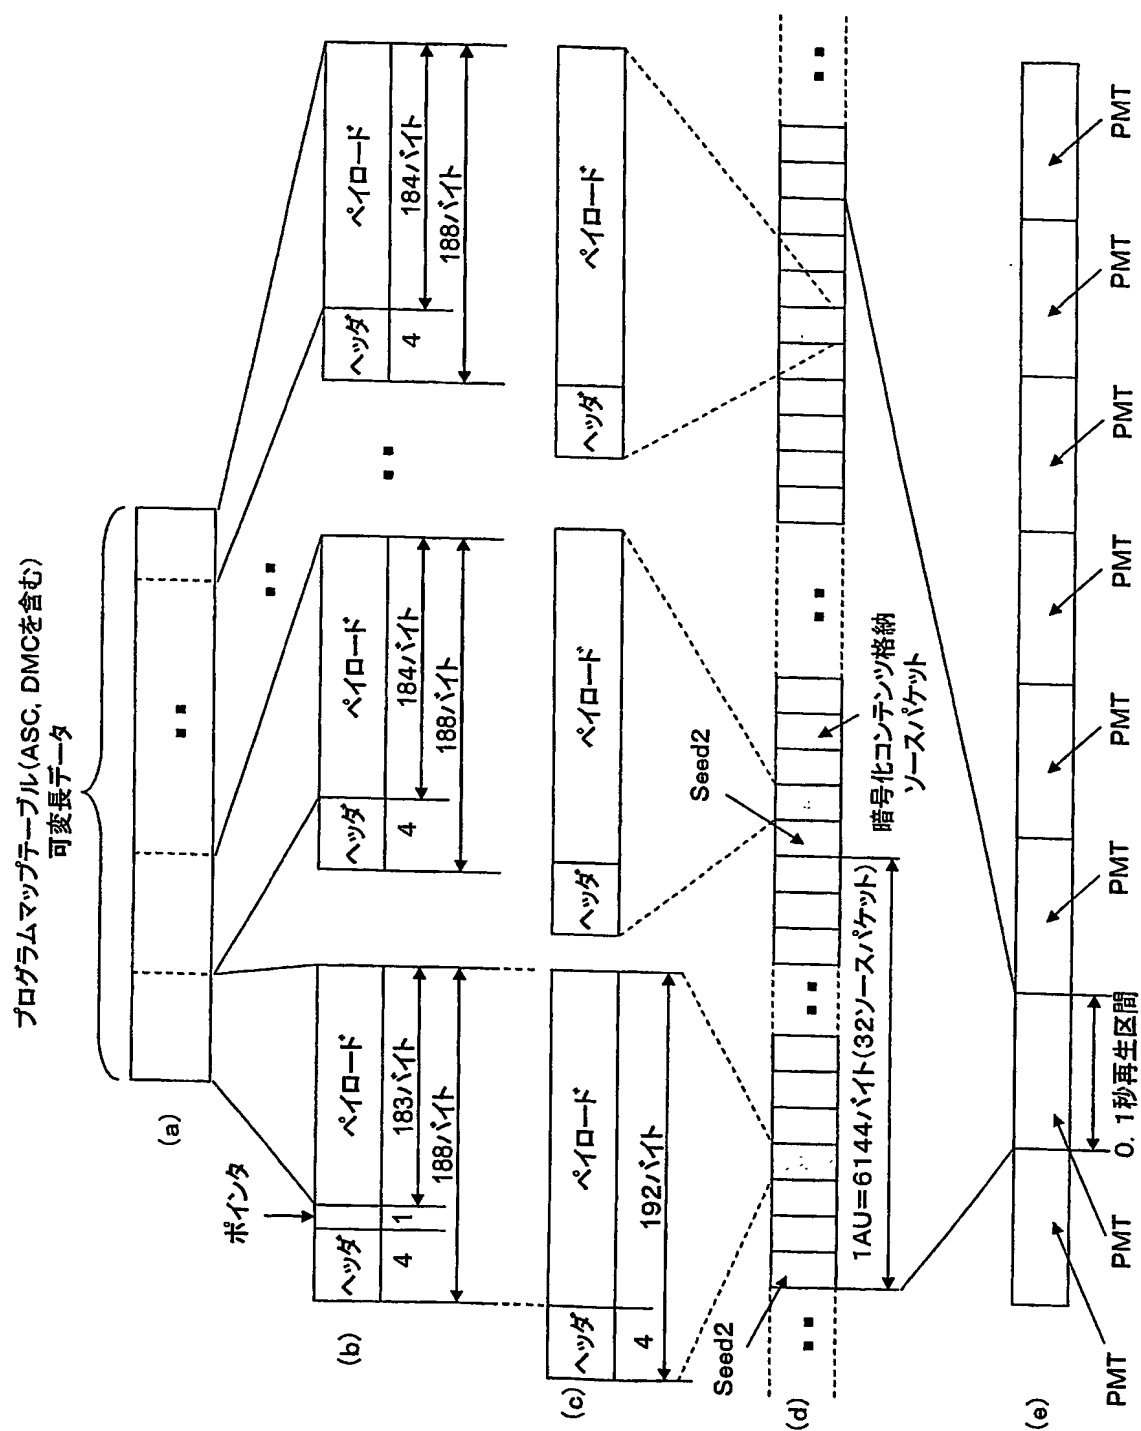 プログラムマップテーブル(ASC, DMCを含む)
可変長データ
(a)
ポインタ
(b)
ヘッダ
ペイロード
4
1
183バイト
188バイト
ヘッダ
ペイロード
4
184バイト
188バイト
ヘッダ
ペイロード
4
184バイト
188バイト
(c)
ヘッダ
ペイロード
4
192バイト
ヘッダ
ペイロード
ヘッダ
ペイロード
(d)
Seed2
Seed2
1AU=6144バイト(32ソースパケット)
暗号化コンテンツ格納
ソースパケット
(e)
0. 1秒再生区間
PMT
PMT
PMT
PMT
PMT
PMT
PMT
PMT